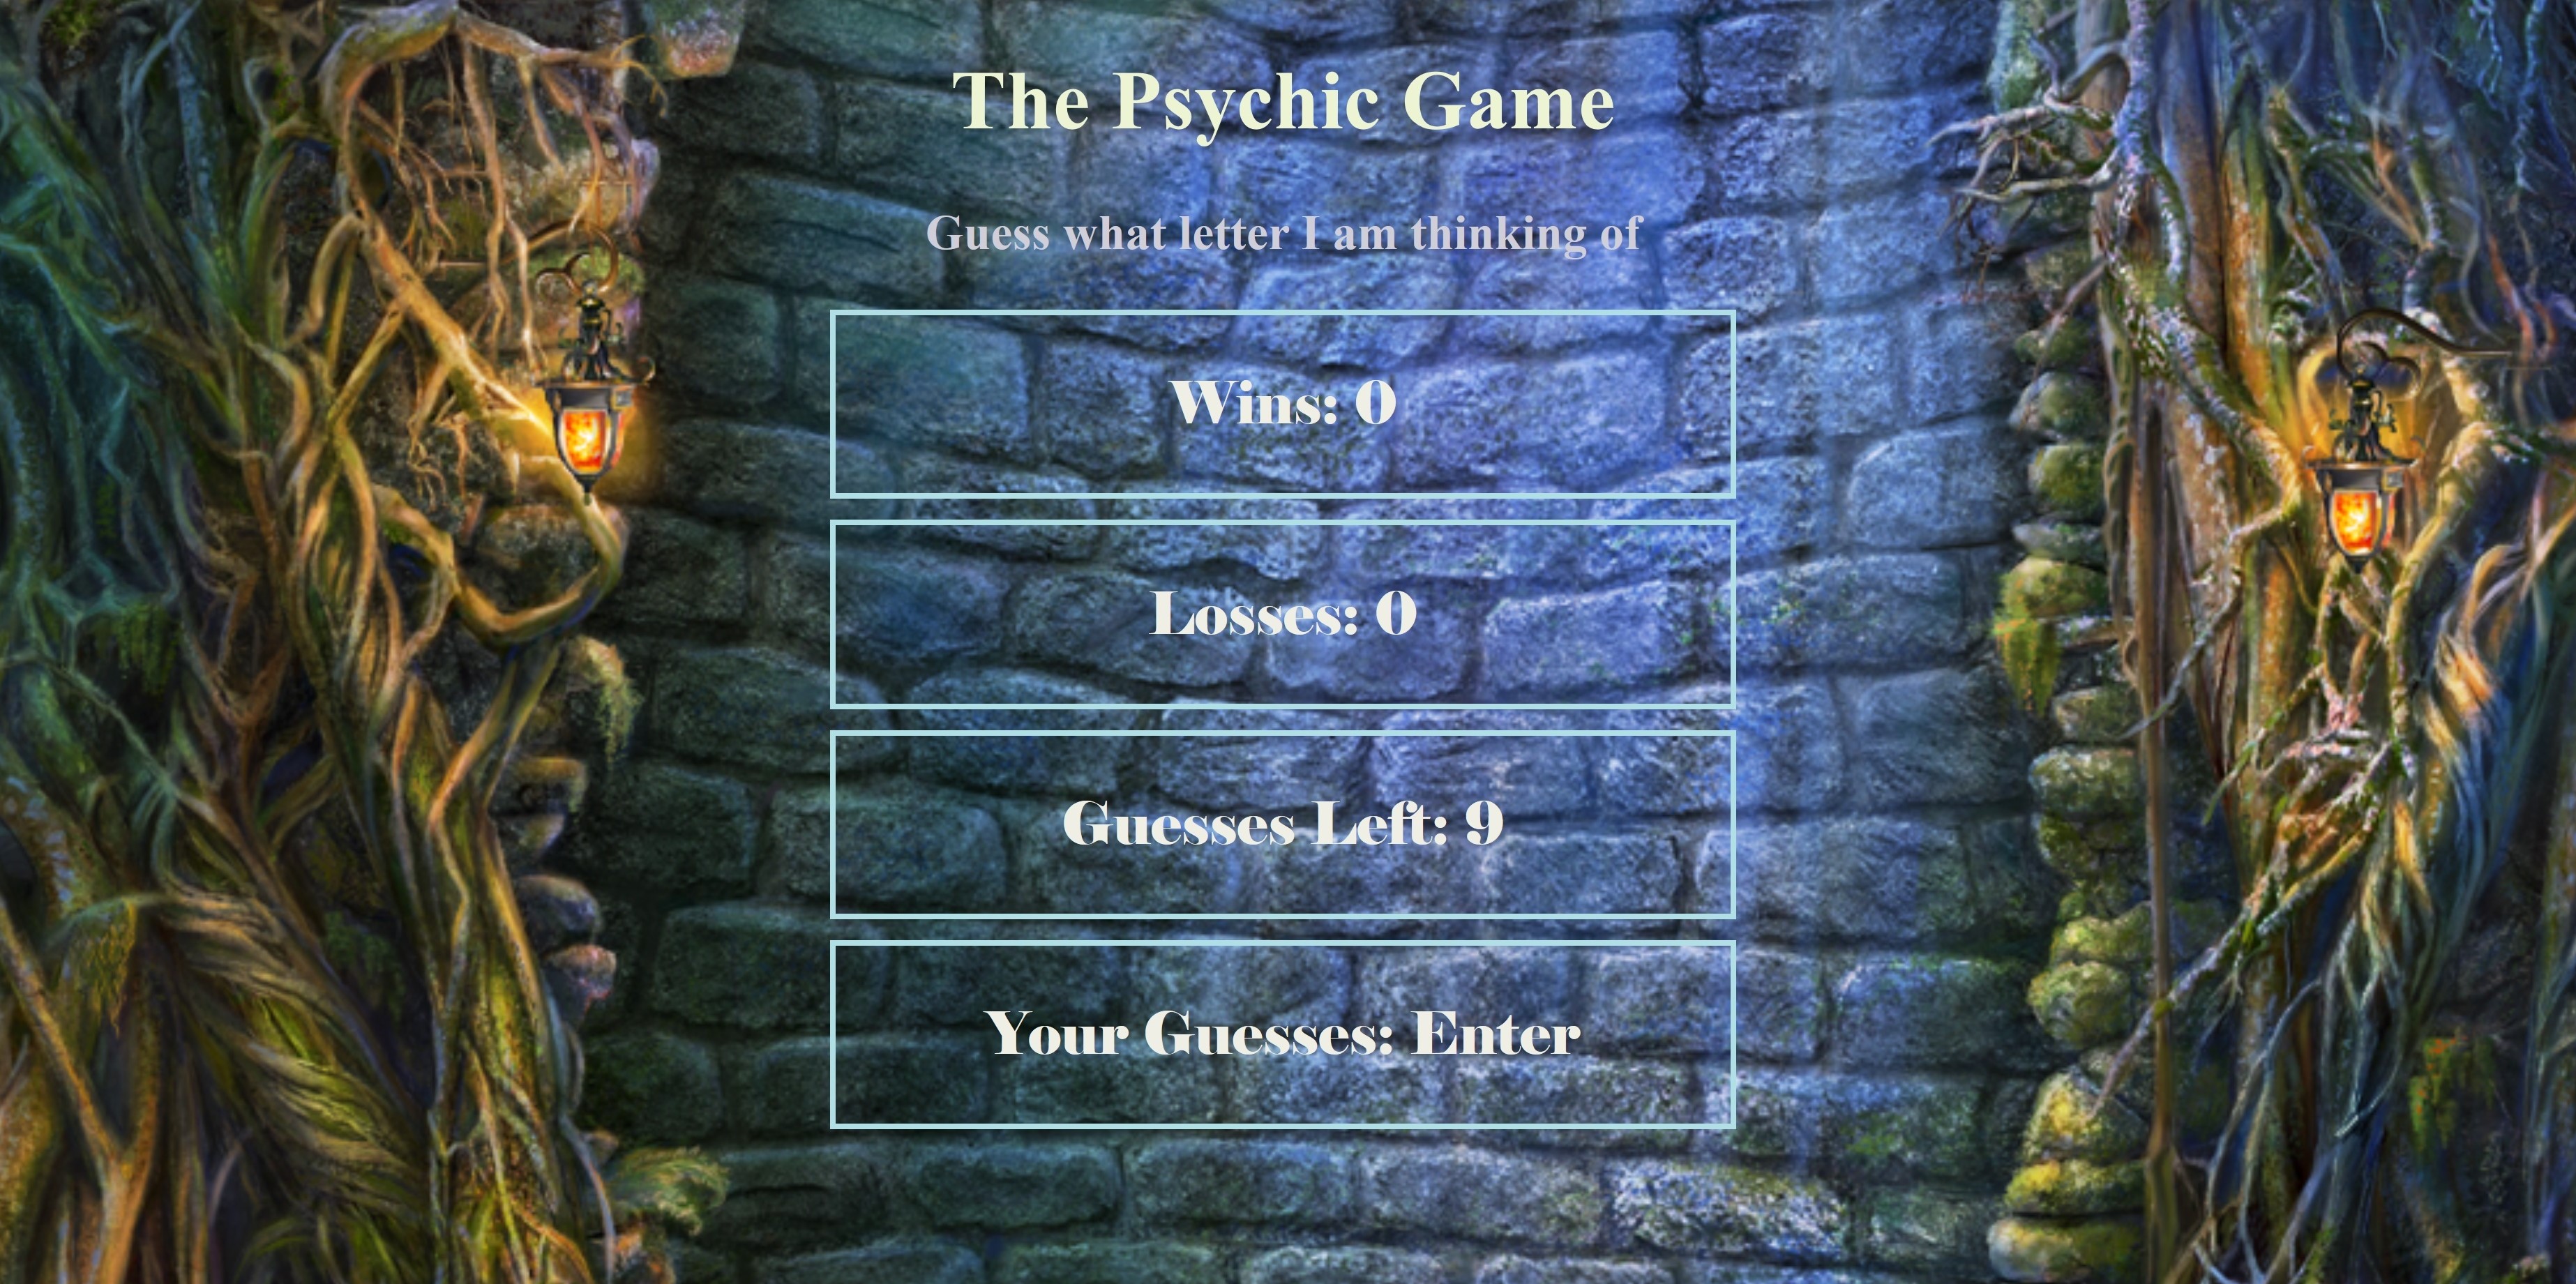 The Psychic Game
Guess what letter I am thinking of
Wins: 0
Losses: 0
Guesses Left: 9
Your Guesses: Enter